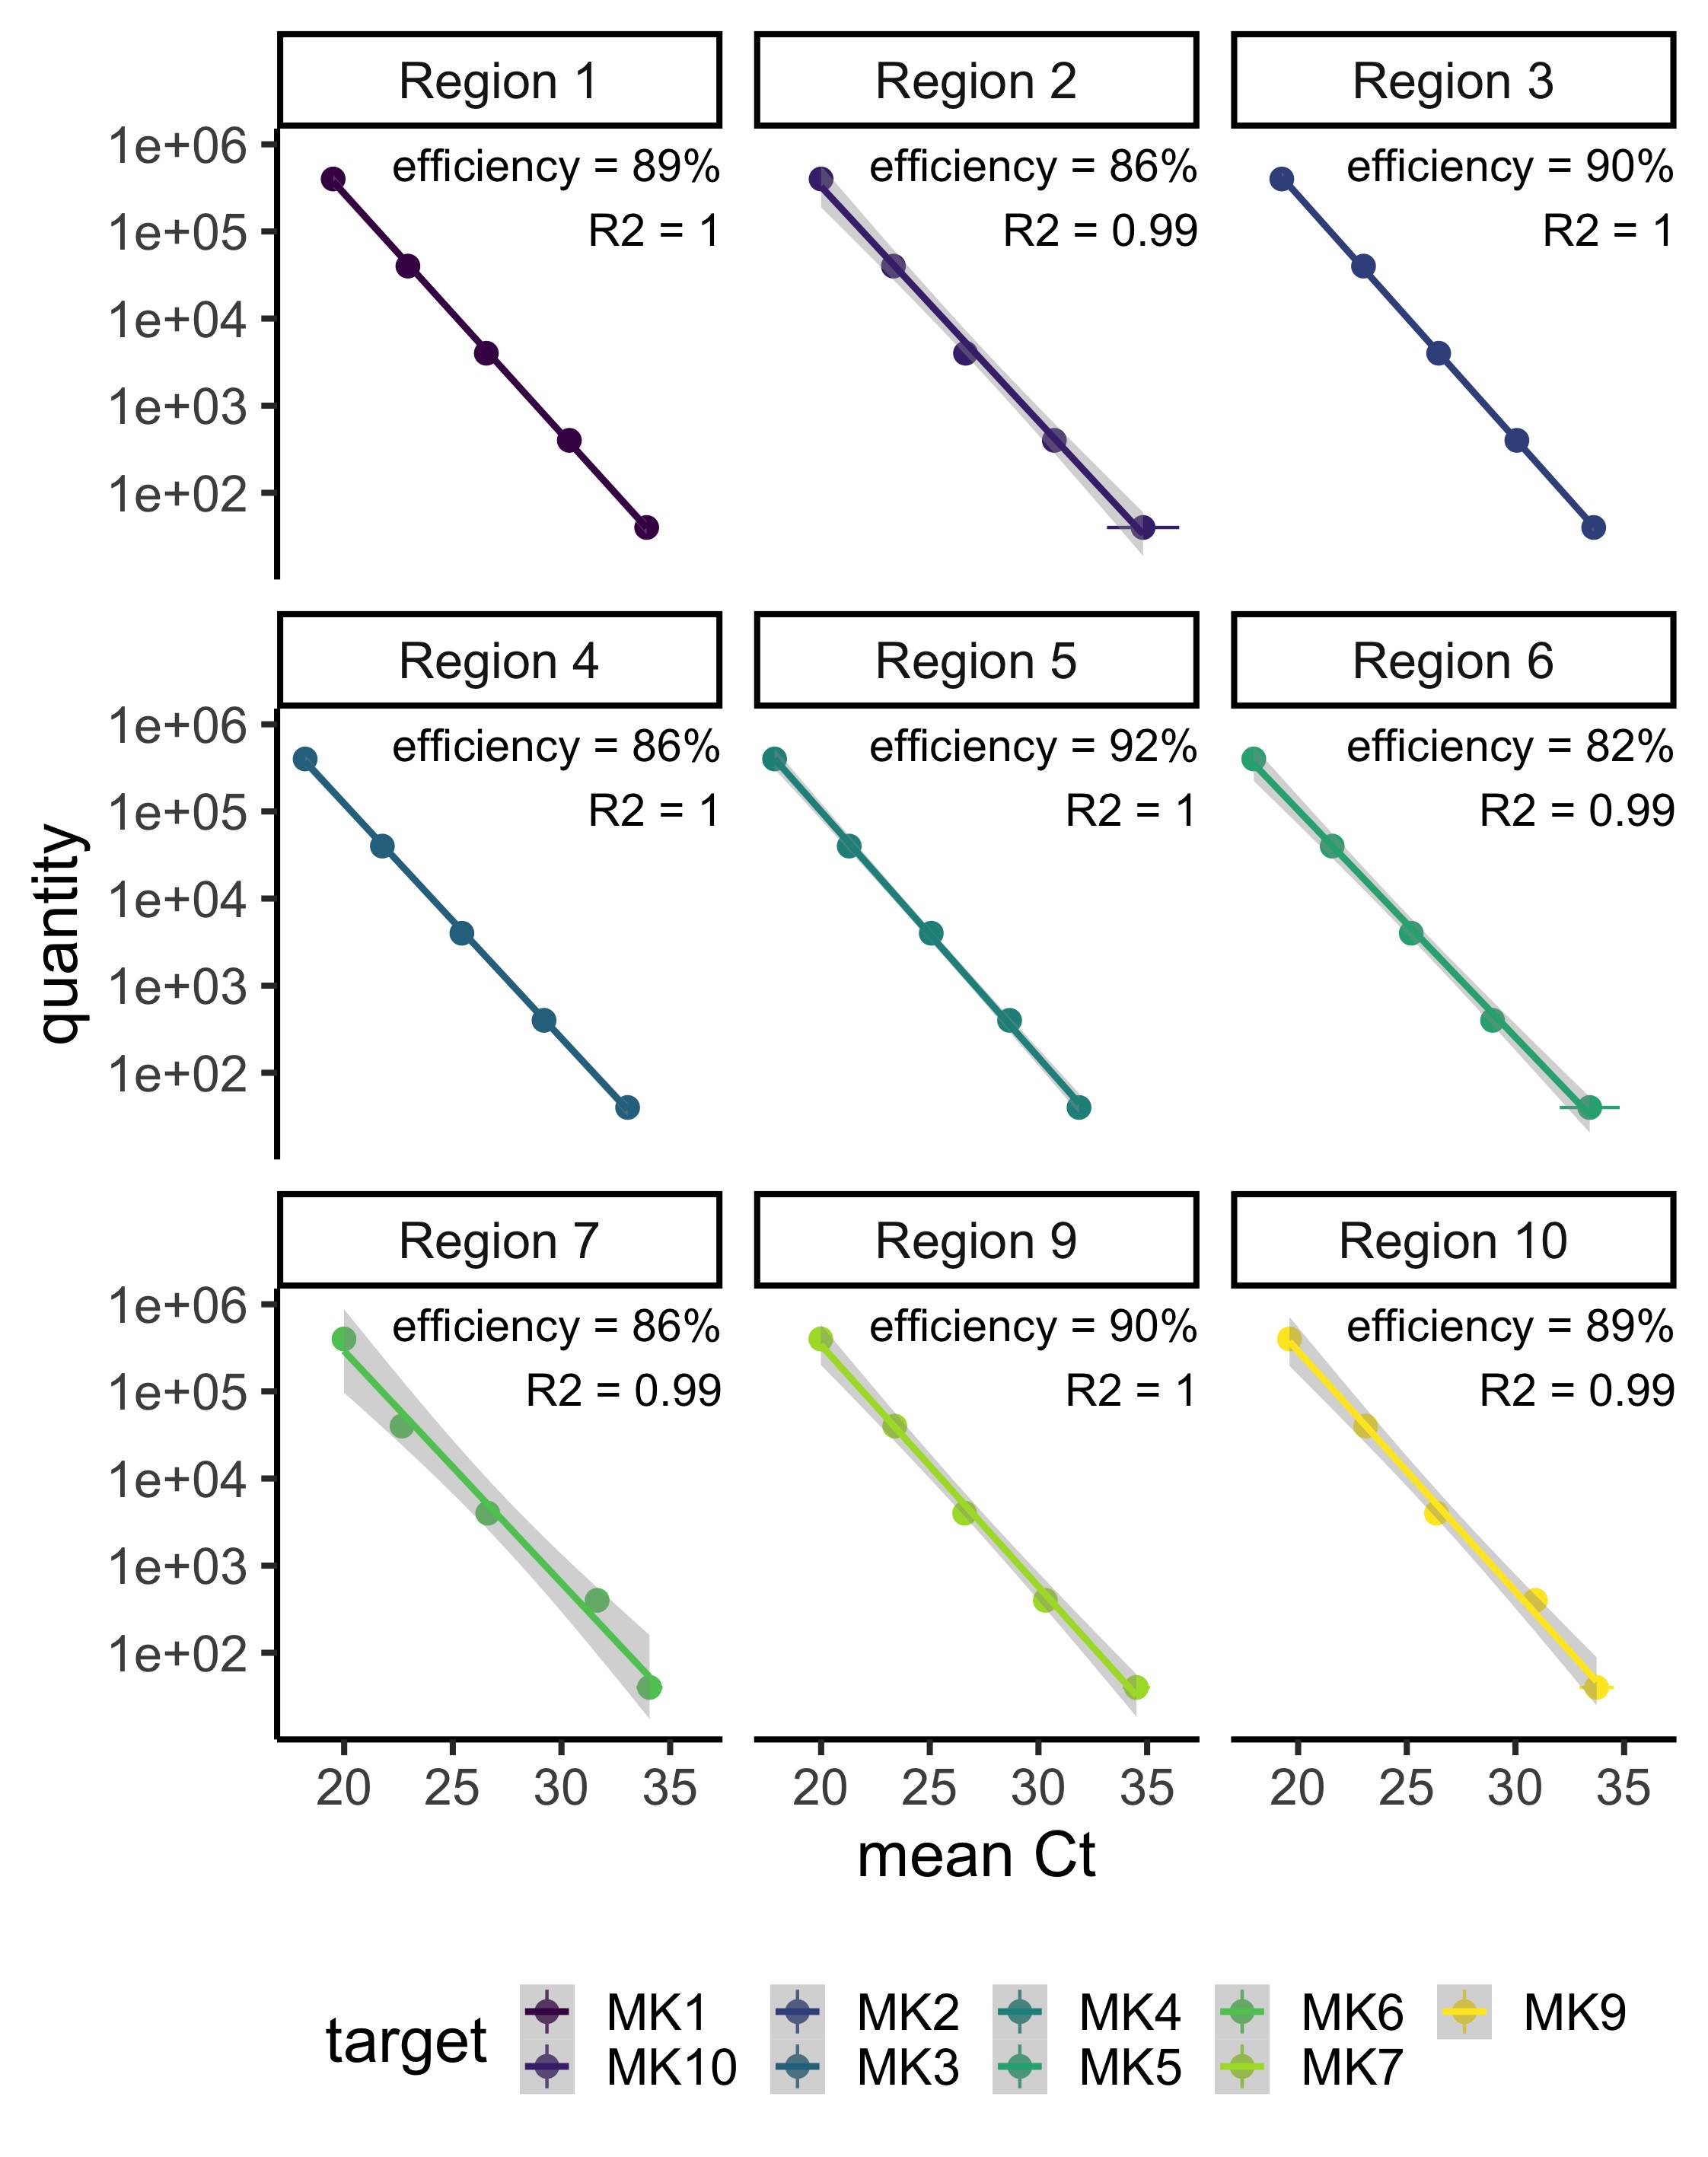 Region 1
Region 2
Region 3
1e+06
1e+05
1e+04
1e+03
1e+02
efficiency = 89%
R2 = 1
efficiency = 86%
R2 = 0.99
efficiency = 90%
R2 = 1
Region 4
Region 5
Region 6
quantity
1e+06
1e+05
1e+04
1e+03
1e+02
efficiency = 86%
R2 = 1
efficiency = 92%
R2 = 1
efficiency = 82%
R2 = 0.99
Region 7
Region 9
Region 10
1e+06
1e+05
1e+04
1e+03
1e+02
efficiency = 86%
R2 = 0.99
efficiency = 90%
R2 = 1
efficiency = 89%
R2 = 0.99
20 25 30 35
20 25 30 35
20 25 30 35
mean Ct
target
MK1 MK2 MK4 MK6 MK9
MK10 MK3 MK5 MK7